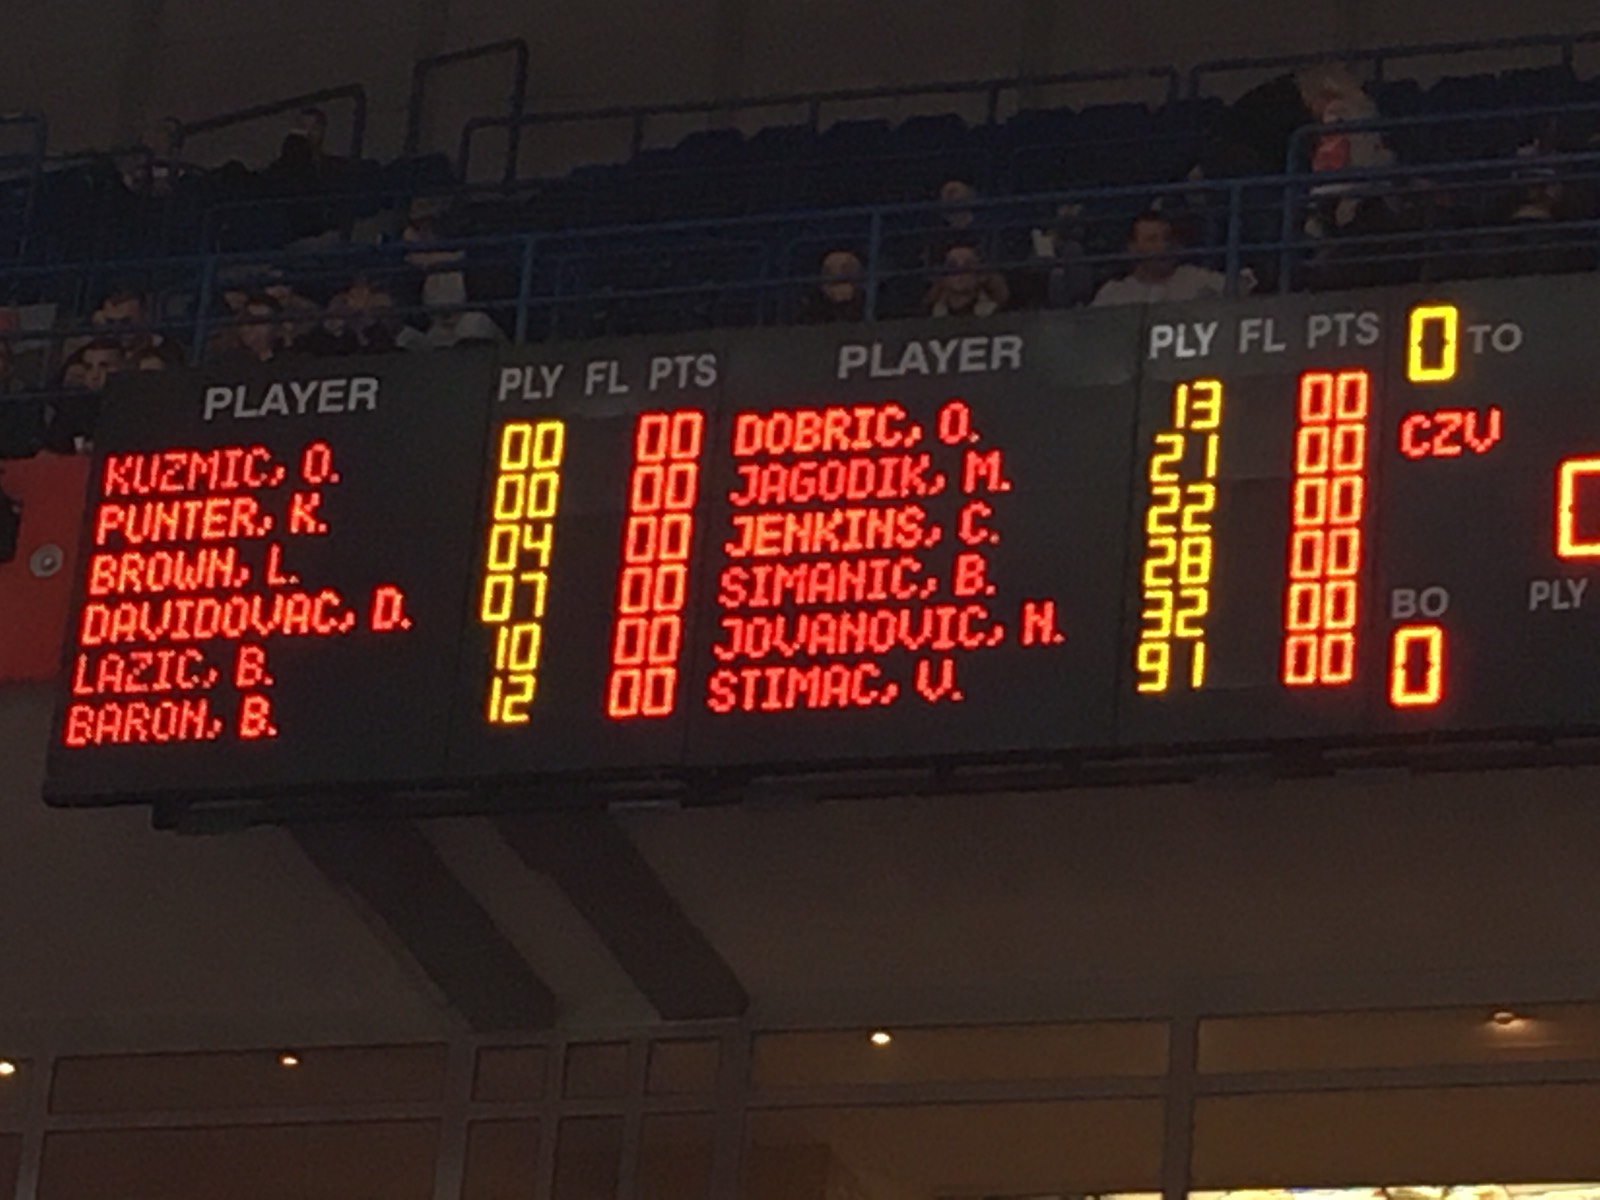 PLAYER PLY FL PTS PLAYER PLY FL PTS 0 TO
KUZMIC, O. 00 00 DOBRIC, O. 13 00 CZV
PUNTER, K. 00 00 JAGODIK, M. 21 00
BROWN, L. 04 00 JENKINS, C. 22 00
DAVIDOVAC, D. 07 00 SIMANIC, B. 28 00 BO PLY
LAZIC, B. 10 00 JOVANOVIC, N. 32 00 0
BARON, B. 12 00 STIMAC, V. 91 00